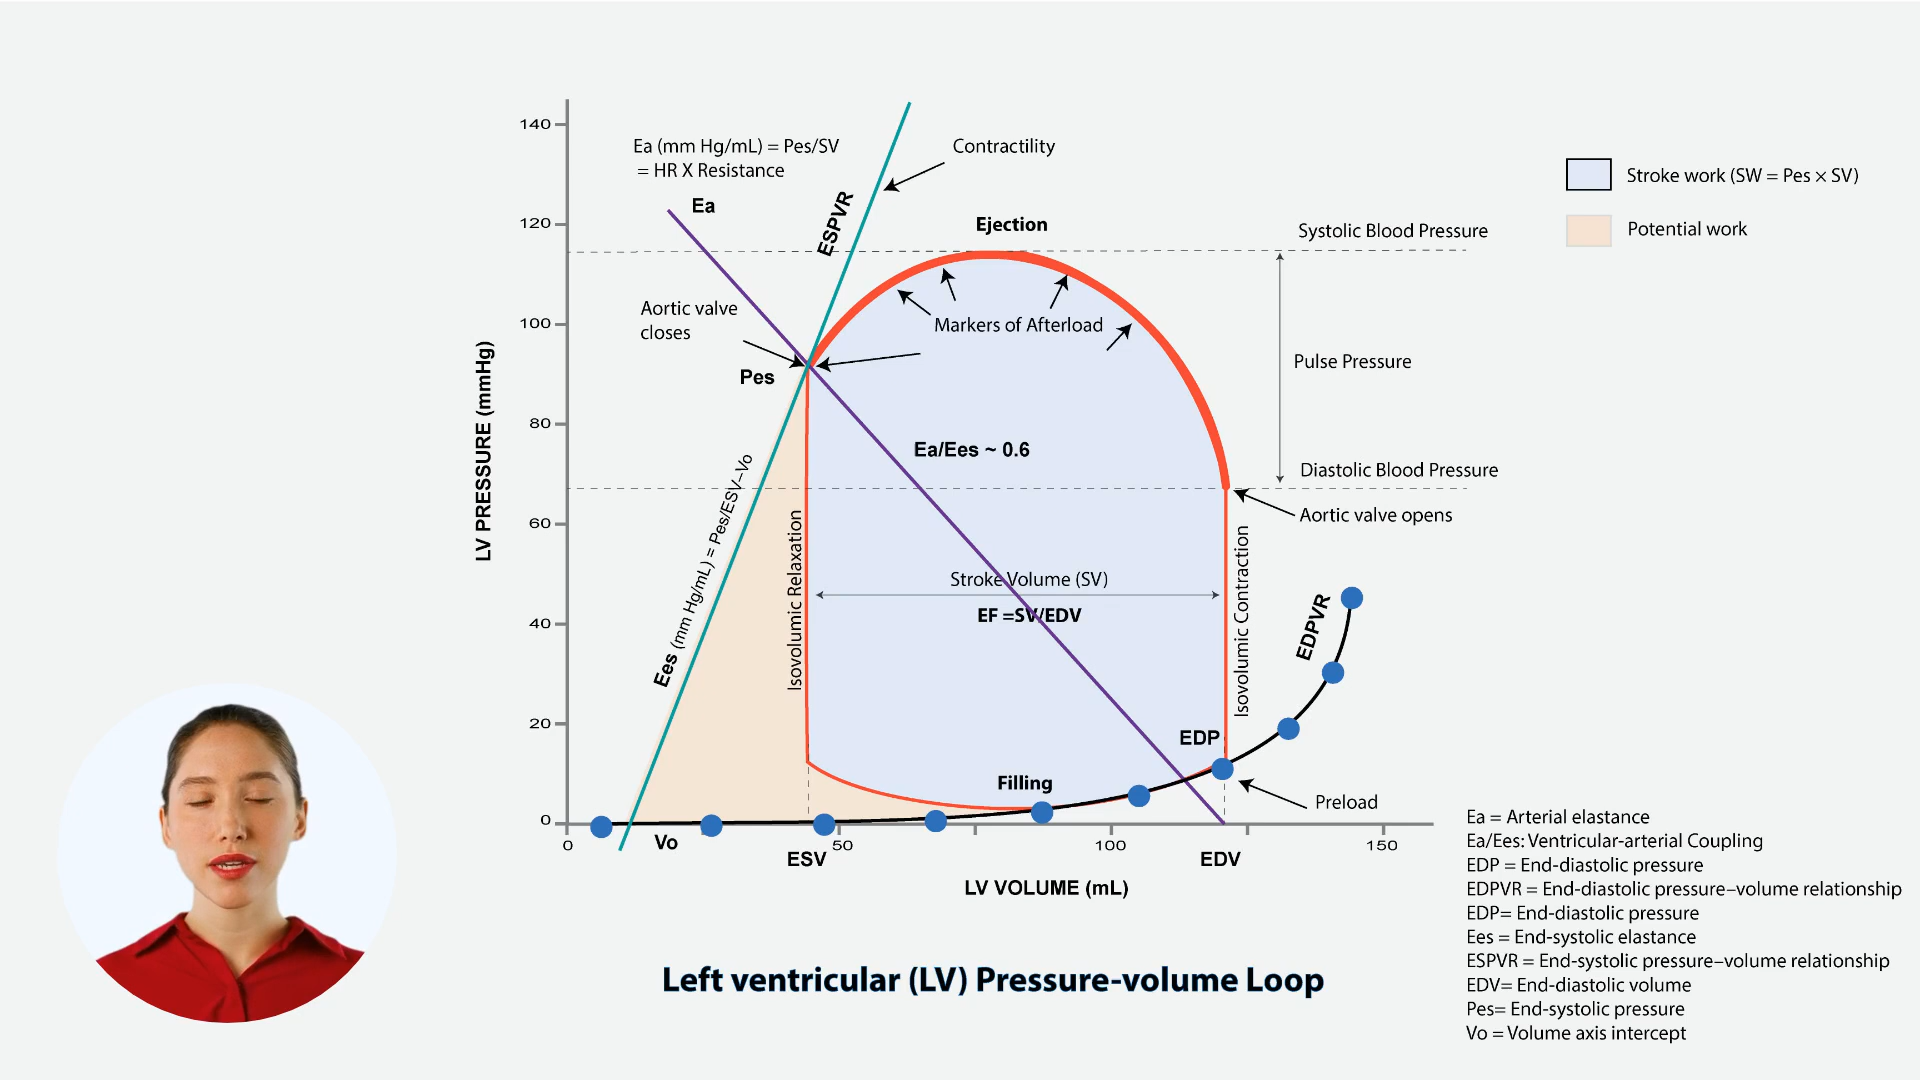 140
120
100
80
60
40
20
0
LV PRESSURE (mmHg)
Ea (mm Hg/mL) = Pes/SV
= HR X Resistance
Ea
ESPVR
Contractility
Ejection
Aortic valve
closes
Pes
Markers of Afterload
Ea/Ees ~ 0.6
Ees (mm Hg/mL) = Pes/ESV–Vo
Isovolumic Relaxation
Stroke Volume (SV)
EF =SV/EDV
Isovolumic Contraction
Systolic Blood Pressure
Pulse Pressure
Diastolic Blood Pressure
Aortic valve opens
EDPVR
EDP
Filling
Preload
Vo
0
50
100
150
ESV
EDV
LV VOLUME (mL)
Left ventricular (LV) Pressure-volume Loop
Stroke work (SW = Pes × SV)
Potential work
Ea = Arterial elastance
Ea/Ees: Ventricular-arterial Coupling
EDP = End-diastolic pressure
EDPVR = End-diastolic pressure–volume relationship
EDP= End-diastolic pressure
Ees = End-systolic elastance
ESPVR = End-systolic pressure–volume relationship
EDV= End-diastolic volume
Pes= End-systolic pressure
Vo = Volume axis intercept